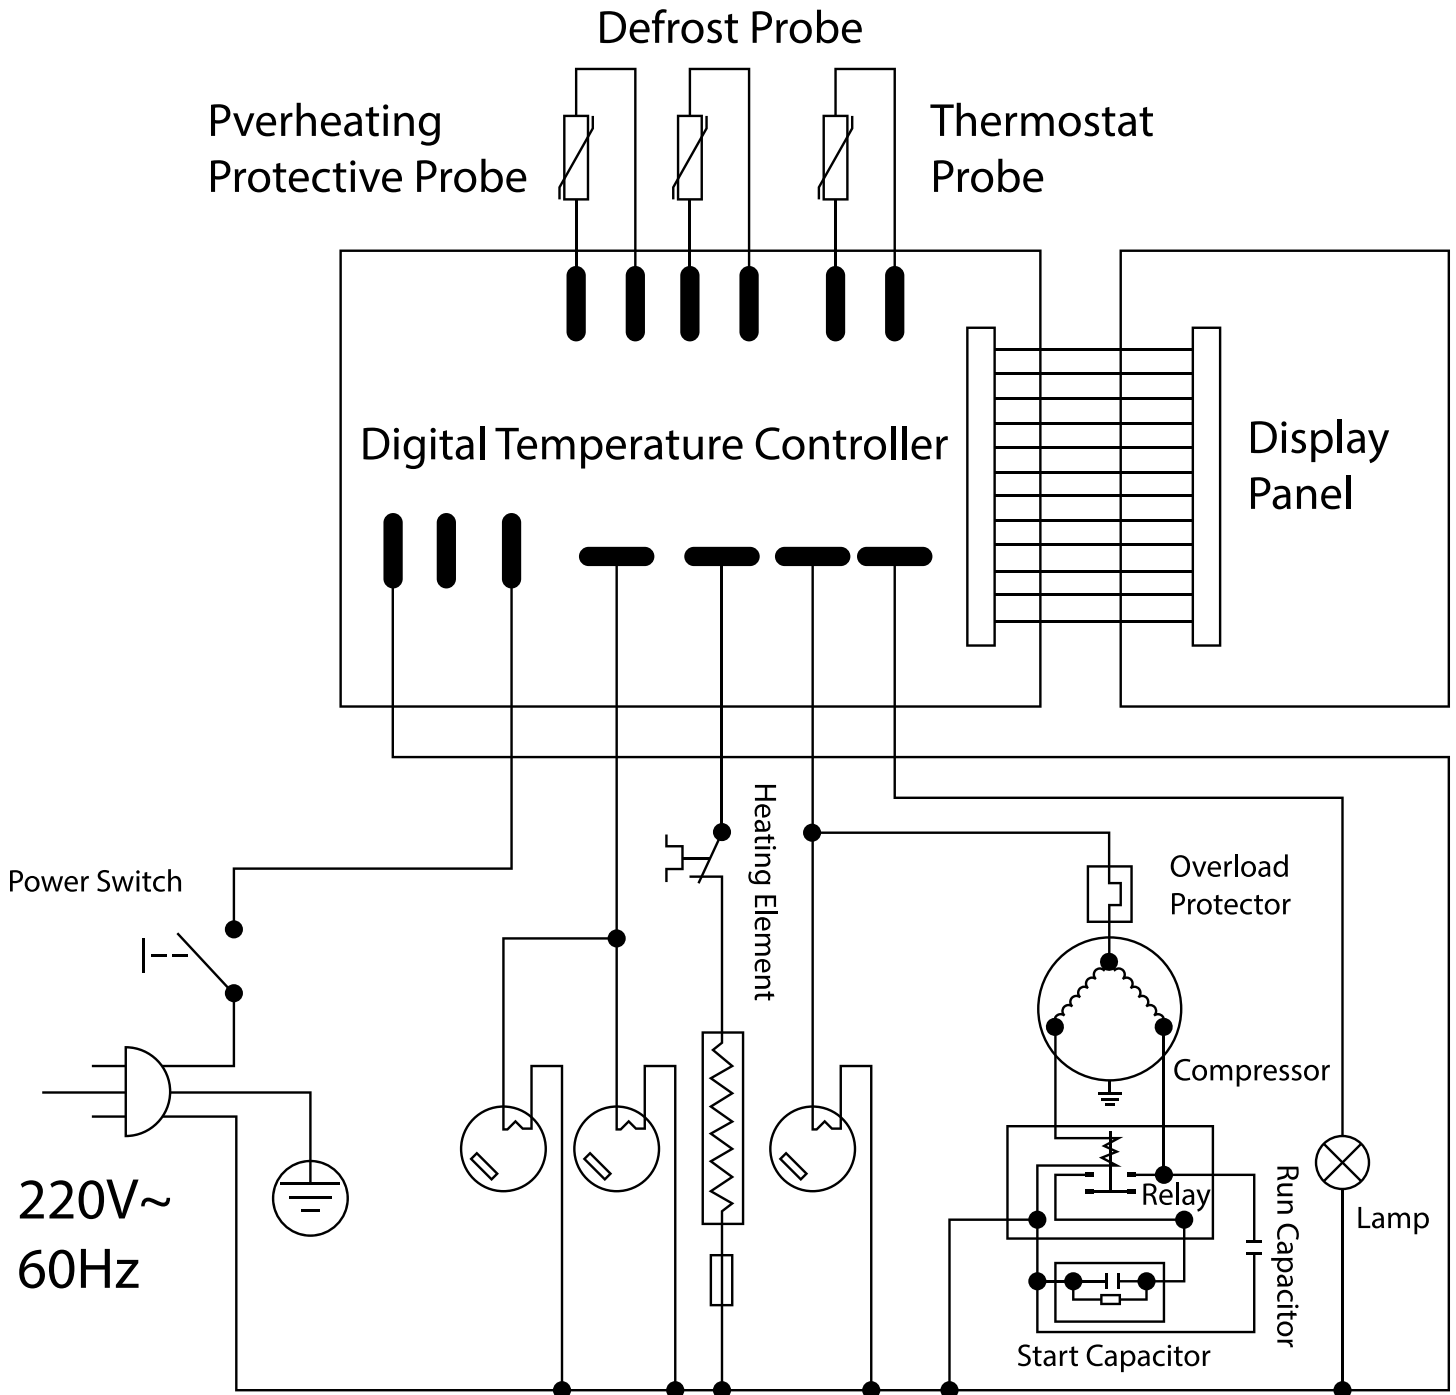 Defrost Probe
Pverheating
Protective Probe
Thermostat
Probe
Digital Temperature Controller
Display
Panel
Heating Element
Power Switch
Overload
Protector
Compressor
Relay
Run Capacitor
Lamp
220V~
60Hz
Start Capacitor